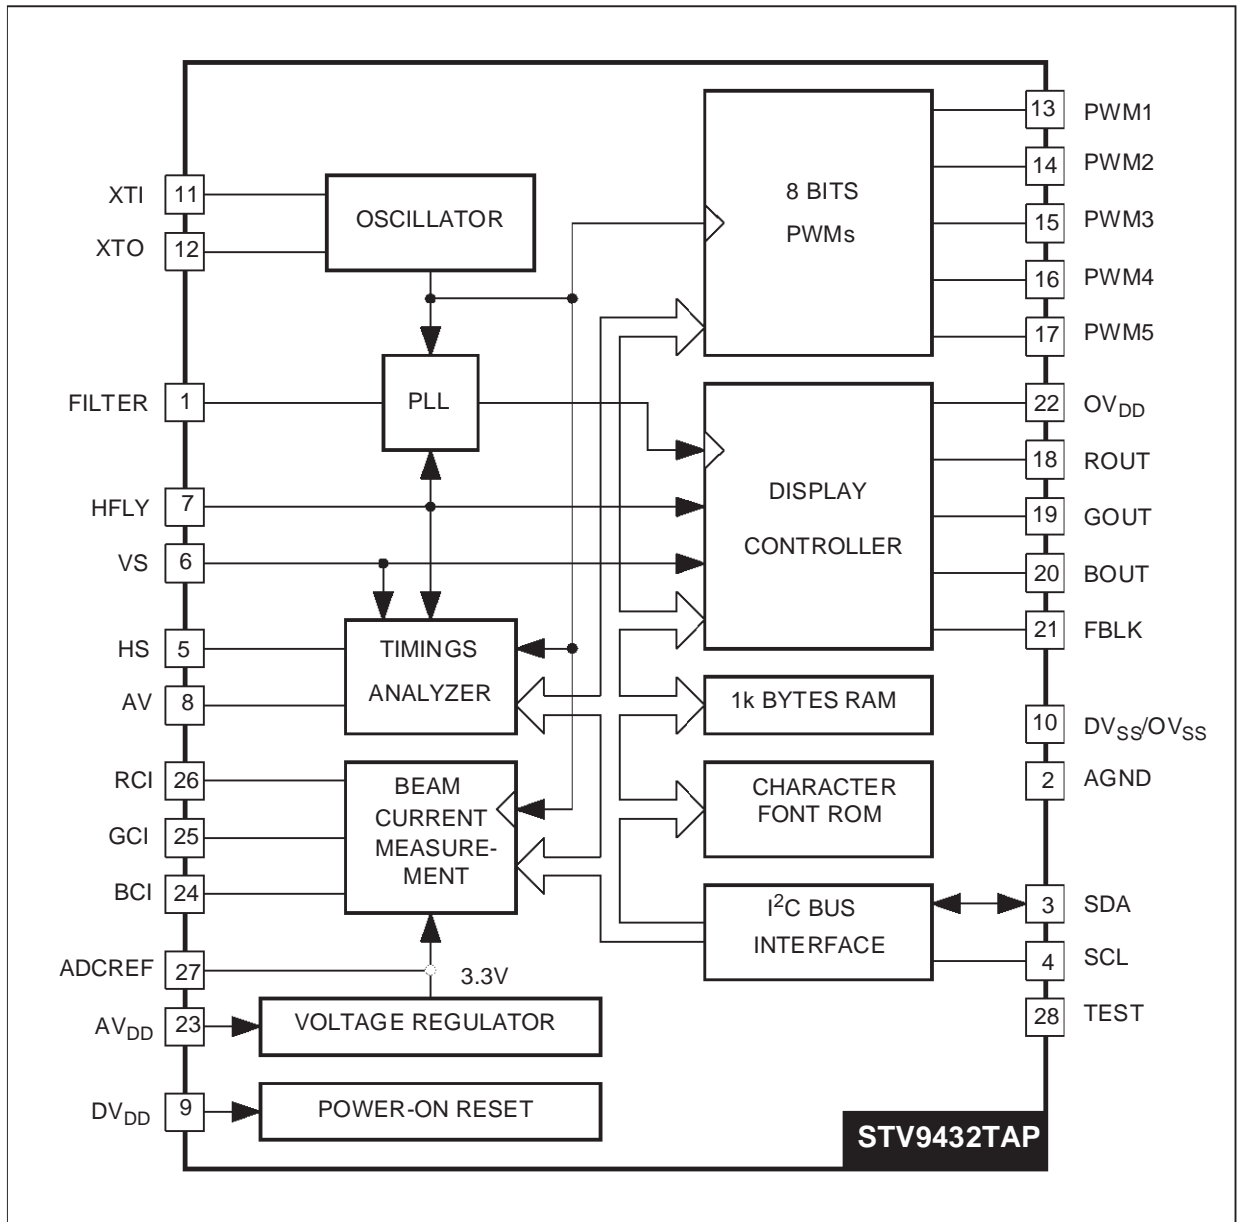 XTI
11
XTO
12
FILTER
1
HFLY
7
VS
6
HS
5
AV
8
RCI
26
GCI
25
BCI
24
ADCREF
27
AVDD
23
DVDD
9
OSCILLATOR
PLL
TIMINGS
ANALYZER
BEAM
CURRENT
MEASURE-
MENT
3.3V
VOLTAGE REGULATOR
POWER-ON RESET
8 BITS
PWMs
DISPLAY
CONTROLLER
1k BYTES RAM
CHARACTER
FONT ROM
I²C BUS
INTERFACE
13
PWM1
14
PWM2
15
PWM3
16
PWM4
17
PWM5
22
OVDD
18
ROUT
19
GOUT
20
BOUT
21
FBLK
10
DVSS/OVSS
2
AGND
3
SDA
4
SCL
28
TEST
STV9432TAP